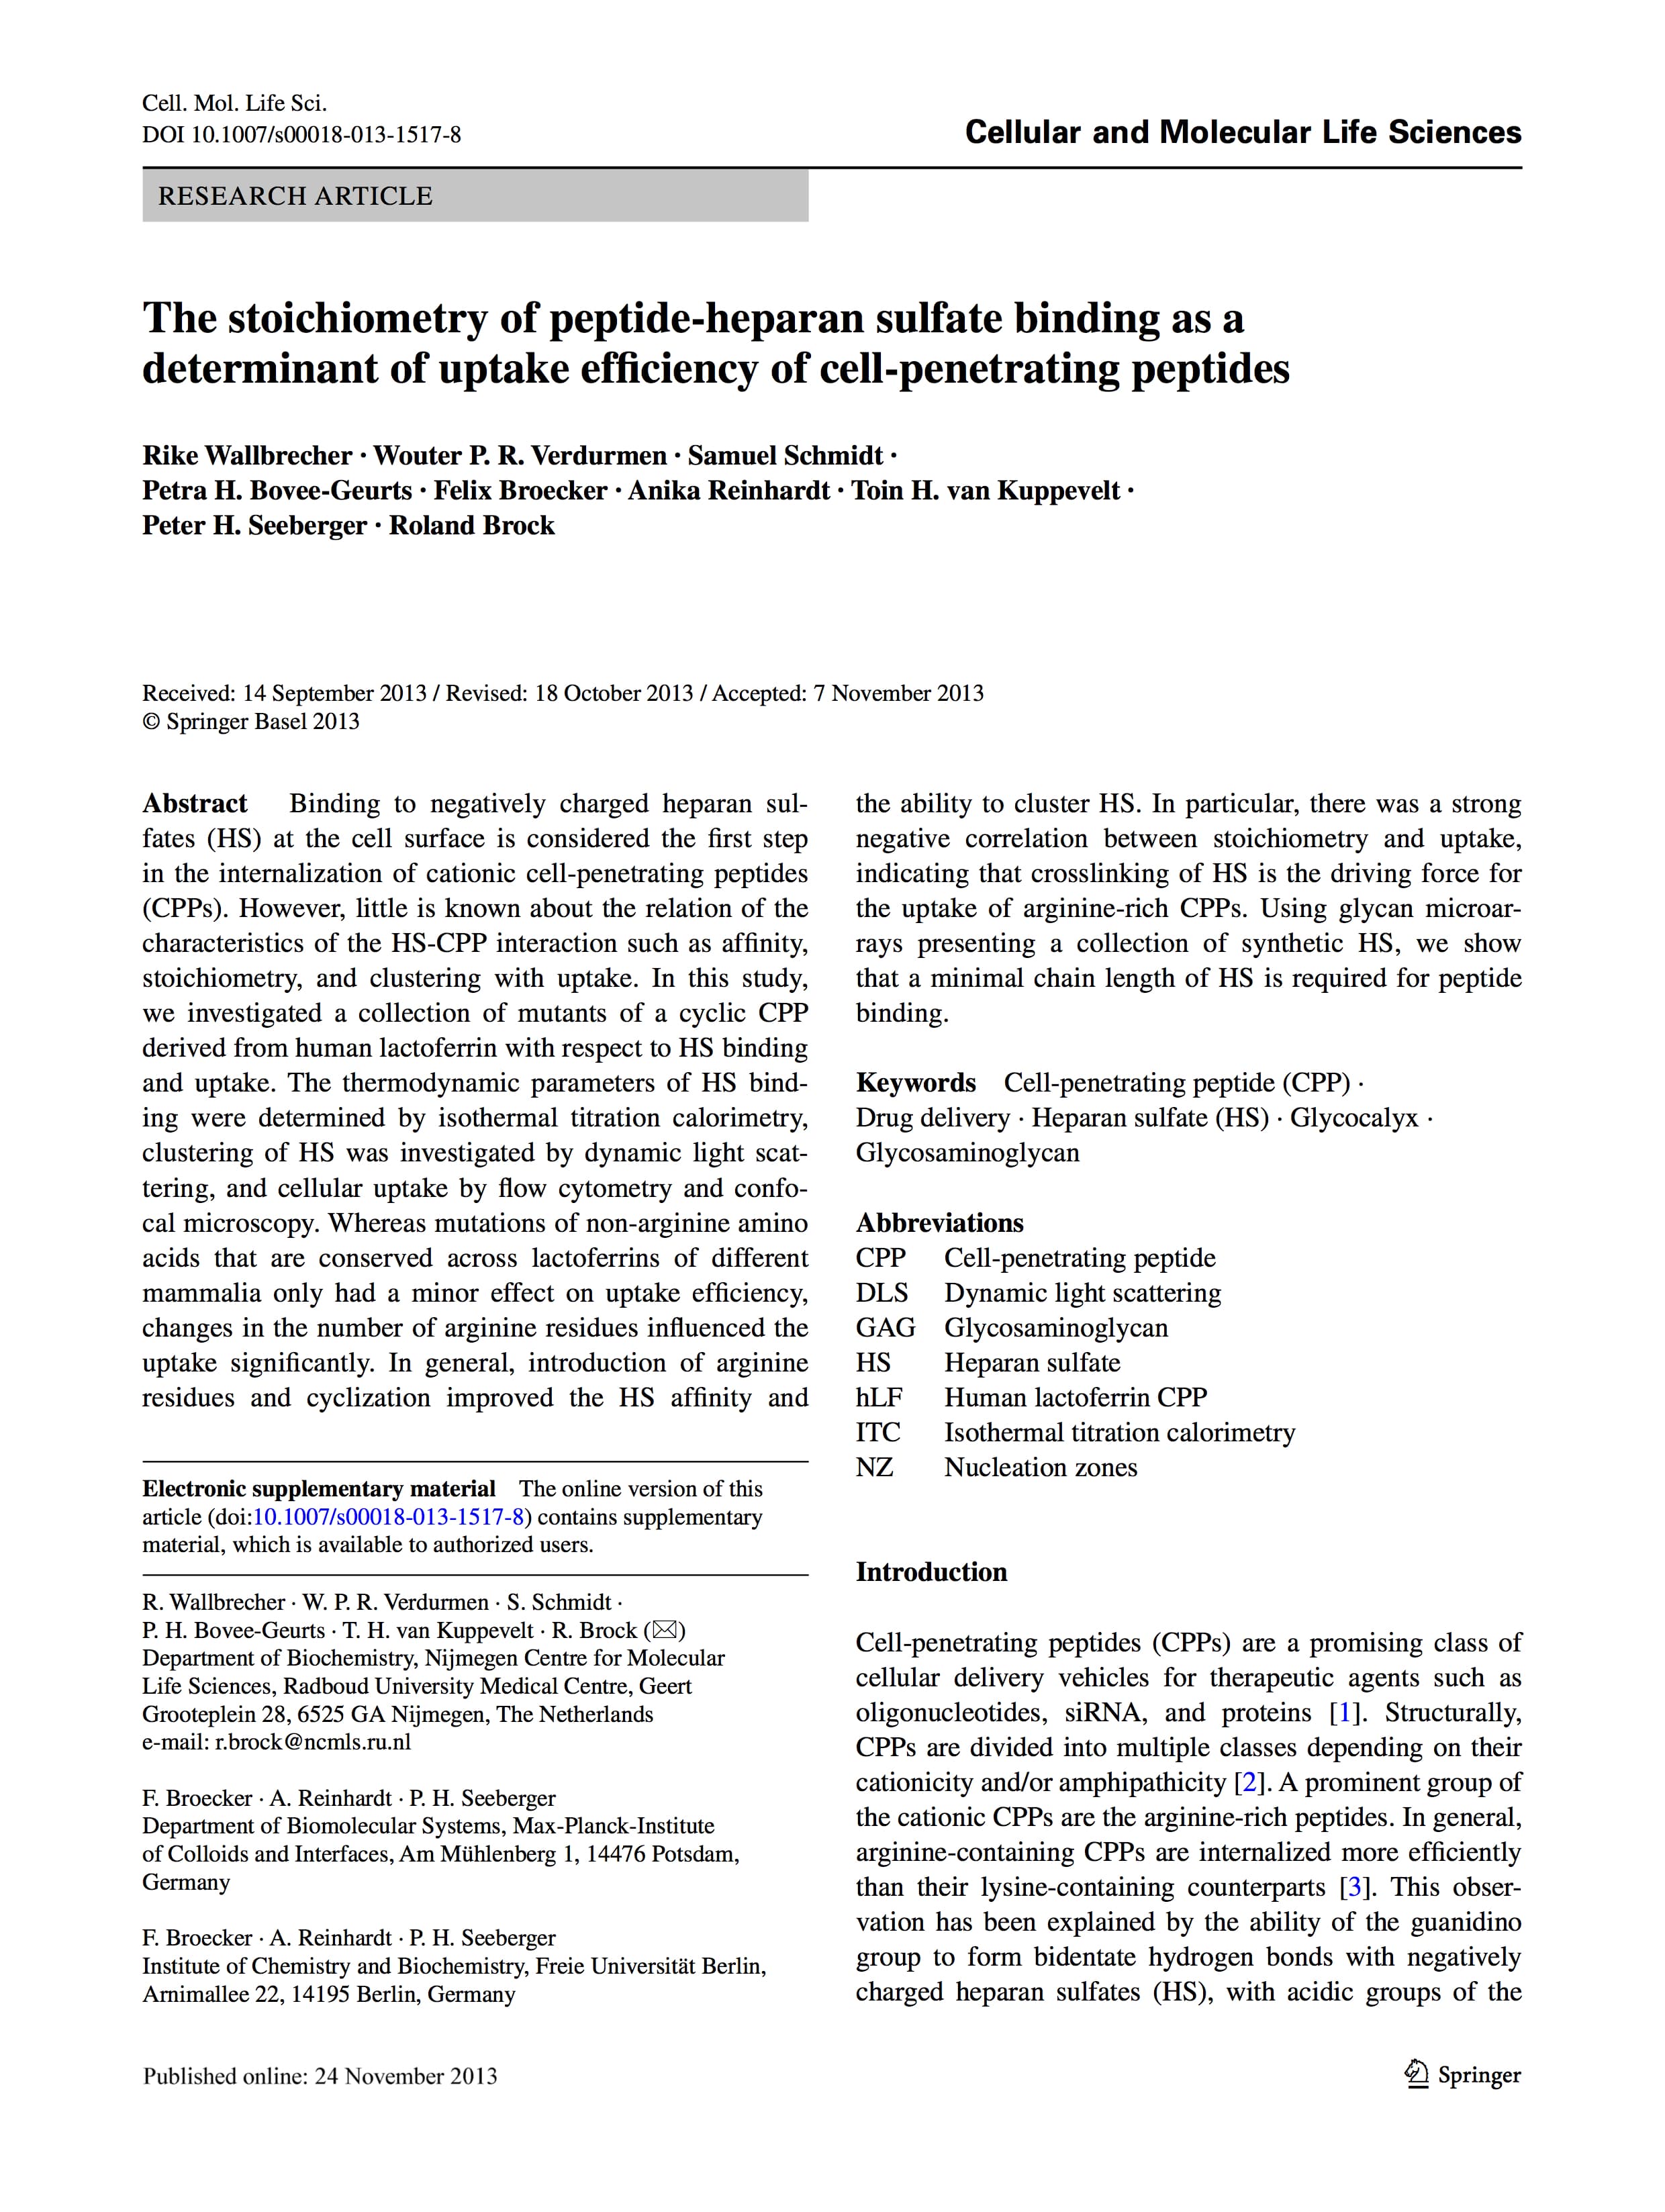 Cell. Mol. Life Sci.
DOI 10.1007/s00018-013-1517-8
Cellular and Molecular Life Sciences
RESEARCH ARTICLE
The stoichiometry of peptide-heparan sulfate binding as a
determinant of uptake efficiency of cell-penetrating peptides
Rike Wallbrecher · Wouter P. R. Verdurmen · Samuel Schmidt ·
Petra H. Bovee-Geurts · Felix Broecker · Anika Reinhardt · Toin H. van Kuppevelt ·
Peter H. Seeberger · Roland Brock
Received: 14 September 2013 / Revised: 18 October 2013 / Accepted: 7 November 2013
© Springer Basel 2013
Abstract Binding to negatively charged heparan sul-
fates (HS) at the cell surface is considered the first step
in the internalization of cationic cell-penetrating peptides
(CPPs). However, little is known about the relation of the
characteristics of the HS-CPP interaction such as affinity,
stoichiometry, and clustering with uptake. In this study,
we investigated a collection of mutants of a cyclic CPP
derived from human lactoferrin with respect to HS binding
and uptake. The thermodynamic parameters of HS bind-
ing were determined by isothermal titration calorimetry,
clustering of HS was investigated by dynamic light scat-
tering, and cellular uptake by flow cytometry and confo-
cal microscopy. Whereas mutations of non-arginine amino
acids that are conserved across lactoferrins of different
mammalia only had a minor effect on uptake efficiency,
changes in the number of arginine residues influenced the
uptake significantly. In general, introduction of arginine
residues and cyclization improved the HS affinity and
the ability to cluster HS. In particular, there was a strong
negative correlation between stoichiometry and uptake,
indicating that crosslinking of HS is the driving force for
the uptake of arginine-rich CPPs. Using glycan microar-
rays presenting a collection of synthetic HS, we show
that a minimal chain length of HS is required for peptide
binding.
Keywords Cell-penetrating peptide (CPP) ·
Drug delivery · Heparan sulfate (HS) · Glycocalyx ·
Glycosaminoglycan
Abbreviations
CPP Cell-penetrating peptide
DLS Dynamic light scattering
GAG Glycosaminoglycan
HS Heparan sulfate
hLF Human lactoferrin CPP
ITC Isothermal titration calorimetry
NZ Nucleation zones
Electronic supplementary material The online version of this
article (doi:10.1007/s00018-013-1517-8) contains supplementary
material, which is available to authorized users.
R. Wallbrecher · W. P. R. Verdurmen · S. Schmidt ·
P. H. Bovee-Geurts · T. H. van Kuppevelt · R. Brock (✉)
Department of Biochemistry, Nijmegen Centre for Molecular
Life Sciences, Radboud University Medical Centre, Geert
Grooteplein 28, 6525 GA Nijmegen, The Netherlands
e-mail: r.brock@ncmls.ru.nl
F. Broecker · A. Reinhardt · P. H. Seeberger
Department of Biomolecular Systems, Max-Planck-Institute
of Colloids and Interfaces, Am Mühlenberg 1, 14476 Potsdam,
Germany
F. Broecker · A. Reinhardt · P. H. Seeberger
Institute of Chemistry and Biochemistry, Freie Universität Berlin,
Arnimallee 22, 14195 Berlin, Germany
Introduction
Cell-penetrating peptides (CPPs) are a promising class of
cellular delivery vehicles for therapeutic agents such as
oligonucleotides, siRNA, and proteins [1]. Structurally,
CPPs are divided into multiple classes depending on their
cationicity and/or amphipathicity [2]. A prominent group of
the cationic CPPs are the arginine-rich peptides. In general,
arginine-containing CPPs are internalized more efficiently
than their lysine-containing counterparts [3]. This obser-
vation has been explained by the ability of the guanidino
group to form bidentate hydrogen bonds with negatively
charged heparan sulfates (HS), with acidic groups of the
Published online: 24 November 2013
Springer